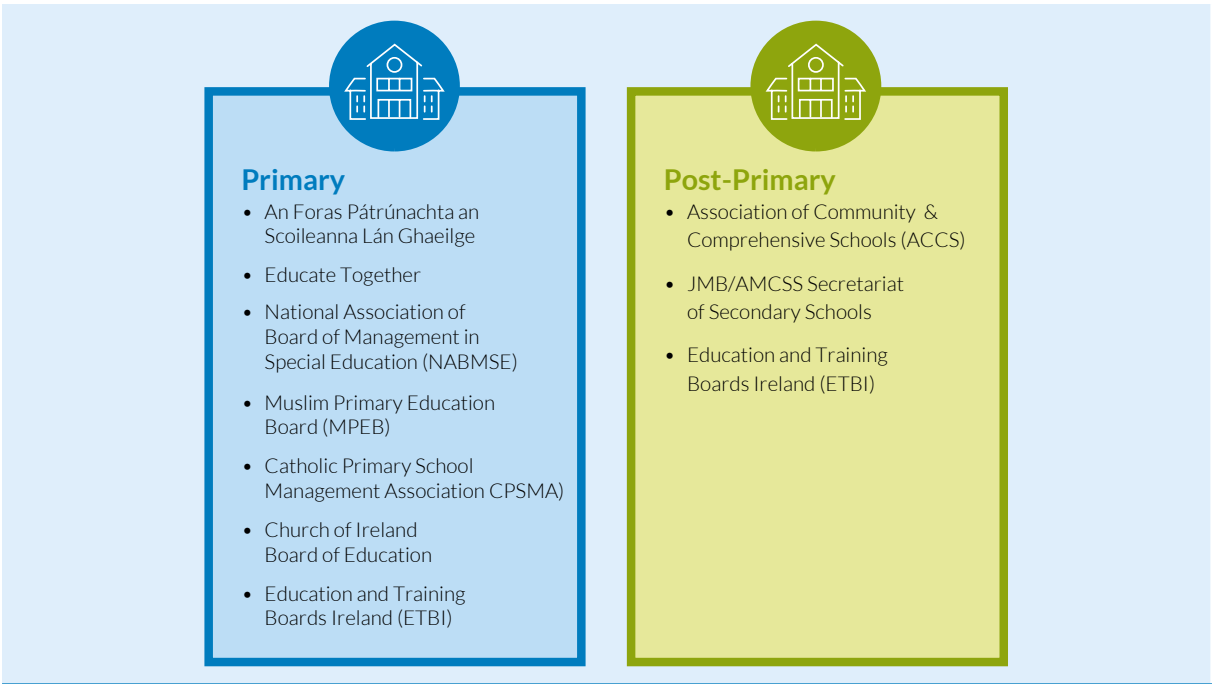 Primary
• An Foras Pátrúnachta an
Scoileanna Lán Ghaeilge
• Educate Together
• National Association of
Board of Management in
Special Education (NABMSE)
• Muslim Primary Education
Board (MPEB)
• Catholic Primary School
Management Association CPSMA)
• Church of Ireland
Board of Education
• Education and Training
Boards Ireland (ETBI)
Post-Primary
• Association of Community &
Comprehensive Schools (ACCS)
• JMB/AMCSS Secretariat
of Secondary Schools
• Education and Training
Boards Ireland (ETBI)